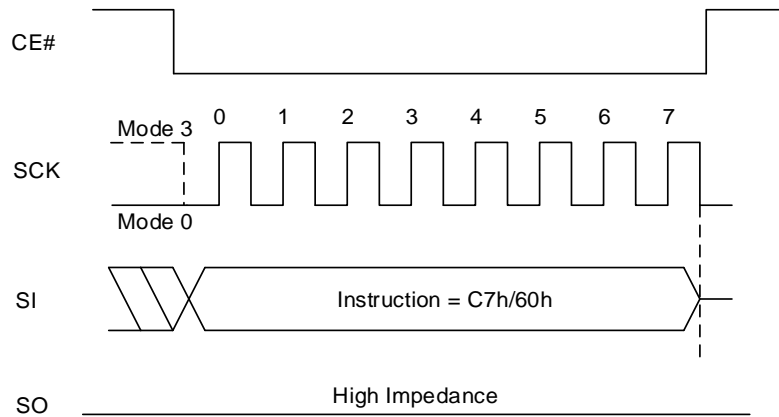 CE#
0 1 2 3 4 5 6 7
Mode 3
SCK
Mode 0
SI
Instruction = C7h/60h
High Impedance
SO